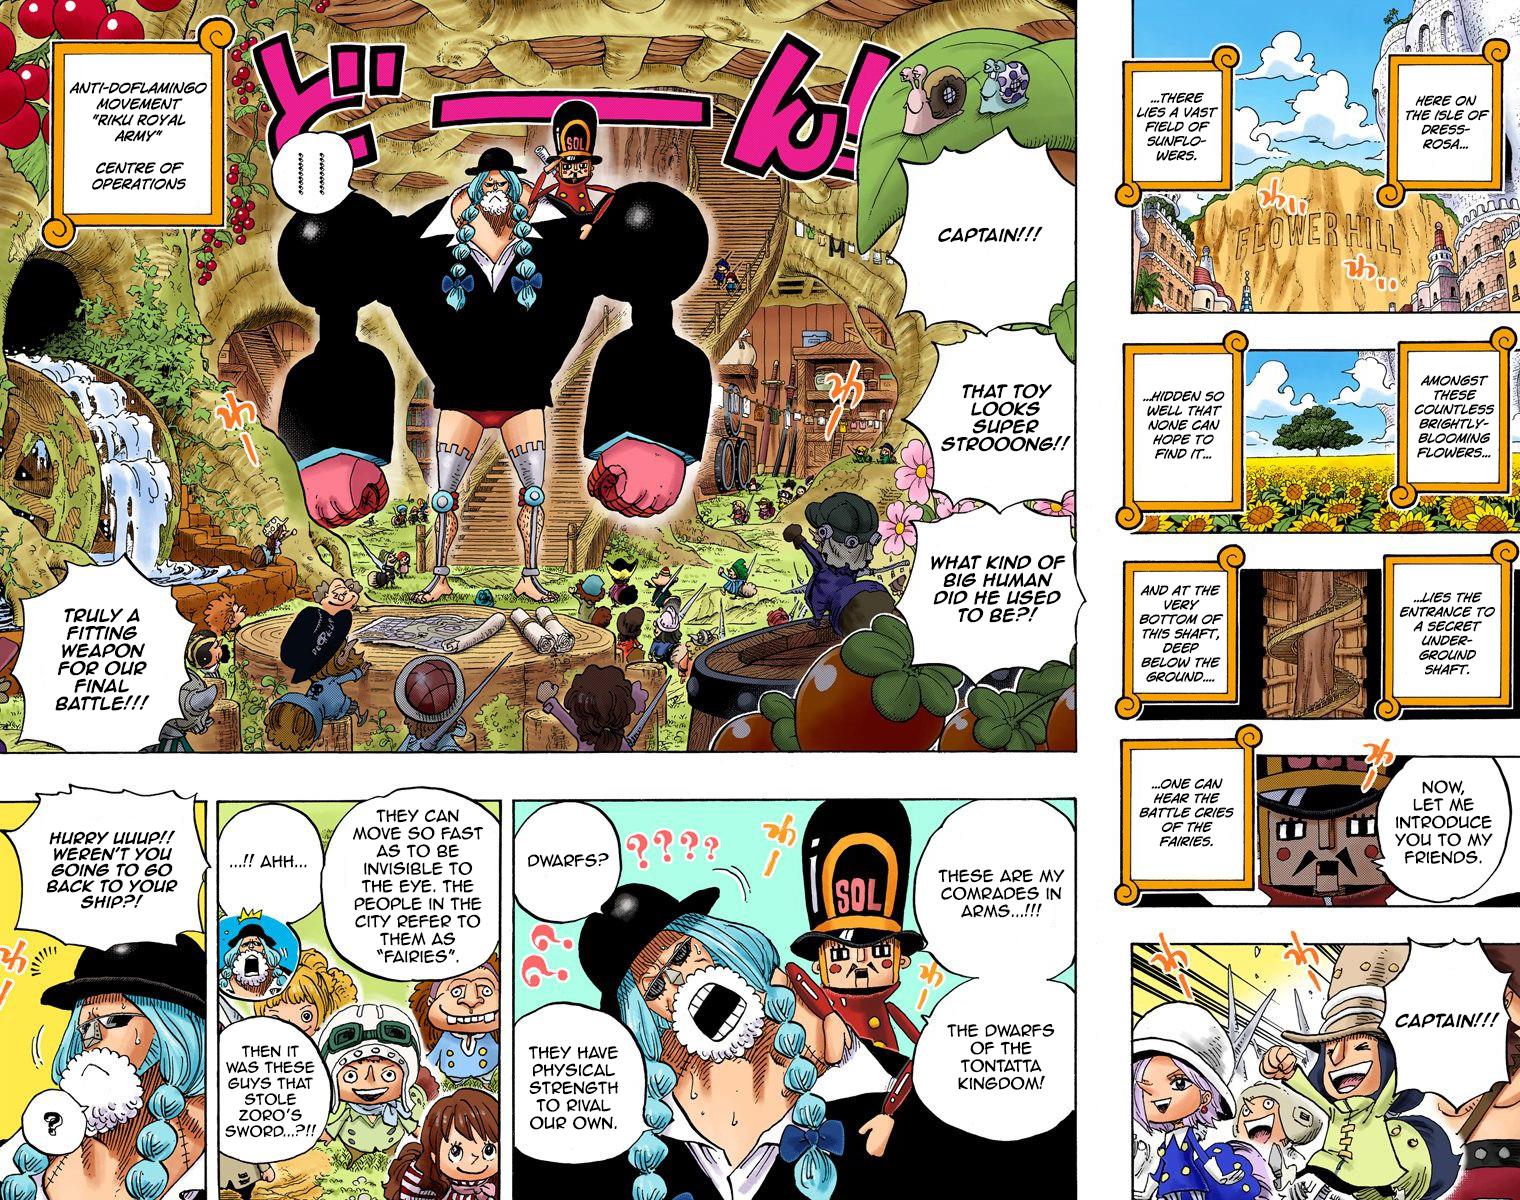 HERE ON
THE ISLE OF
DRESS-
ROSA...
...THERE
LIES A VAST
FIELD OF
SUNFLO-
WERS.
FLOWER HILL
AMONGST
THESE
COUNTLESS
BRIGHTLY-
BLOOMING
FLOWERS...
...HIDDEN SO
WELL THAT
NONE CAN
HOPE TO
FIND IT...
...LIES THE
ENTRANCE TO
A SECRET
UNDER-
GROUND
SHAFT.
AND AT THE
VERY
BOTTOM OF
THIS SHAFT,
DEEP
BELOW THE
GROUND....
NOW,
LET ME
INTRODUCE
YOU TO MY
FRIENDS.
...ONE CAN
HEAR THE
BATTLE CRIES
OF THE
FAIRIES.
CAPTAIN!!!
ANTI-DOFLAMINGO
MOVEMENT
"RIKU ROYAL
ARMY"
CENTRE OF
OPERATIONS
どーん!!
SOL
CAPTAIN!!!
THAT TOY
LOOKS
SUPER
STROOONG!!
WHAT KIND OF
BIG HUMAN
DID HE USED
TO BE?!
TRULY A
FITTING
WEAPON
FOR OUR
FINAL
BATTLE!!!
THESE ARE MY
COMRADES IN
ARMS...!!!
SOL
THE DWARFS
OF THE
TONTATTA
KINGDOM!
DWARFS?
????
??
THEY HAVE
PHYSICAL
STRENGTH
TO RIVAL
OUR OWN.
THEY CAN
MOVE SO FAST
AS TO BE
INVISIBLE TO
THE EYE. THE
PEOPLE IN THE
CITY REFER TO
THEM AS
"FAIRIES".
...!! AHH...
THEN IT
WAS THESE
GUYS THAT
STOLE
ZORO'S
SWORD...?!!
HURRY UUUP!!
WEREN'T YOU
GOING TO GO
BACK TO YOUR
SHIP?!
?